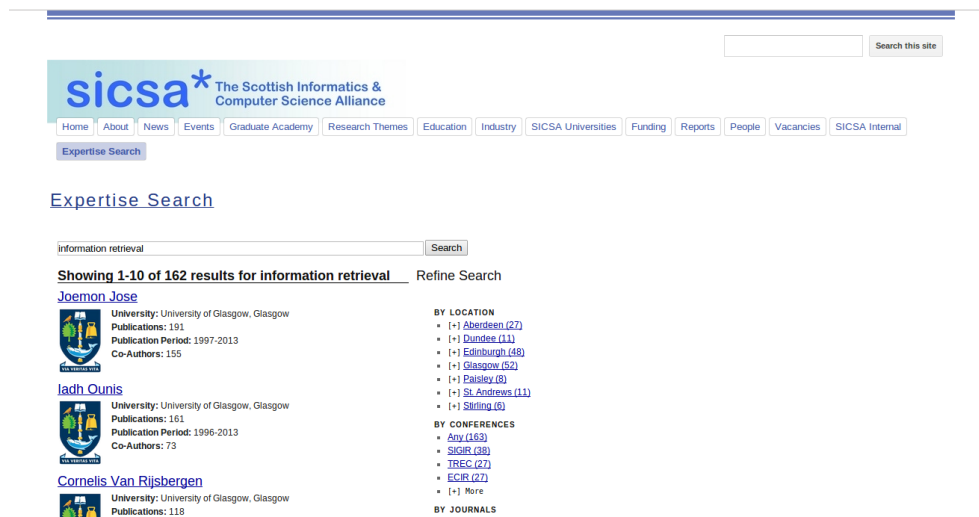 Search this site
sicsa* The Scottish Informatics &
Computer Science Alliance
Home About News Events Graduate Academy Research Themes Education Industry SICSA Universities Funding Reports People Vacancies SICSA Internal
Expertise Search
Expertise Search
information retrieval Search
Showing 1-10 of 162 results for information retrieval
Joemon Jose
University: University of Glasgow, Glasgow
Publications: 191
Publication Period: 1997-2013
Co-Authors: 155
VIA VERITAS VITA
Iadh Ounis
University: University of Glasgow, Glasgow
Publications: 161
Publication Period: 1996-2013
Co-Authors: 73
VIA VERITAS VITA
Cornelis Van Rijsbergen
University: University of Glasgow, Glasgow
Publications: 118
Refine Search
BY LOCATION
[+] Aberdeen (27)
[+] Dundee (11)
[+] Edinburgh (48)
[+] Glasgow (52)
[+] Paisley (8)
[+] St. Andrews (11)
[+] Stirling (6)
BY CONFERENCES
Any (163)
SIGIR (38)
TREC (27)
ECIR (27)
[+] More
BY JOURNALS